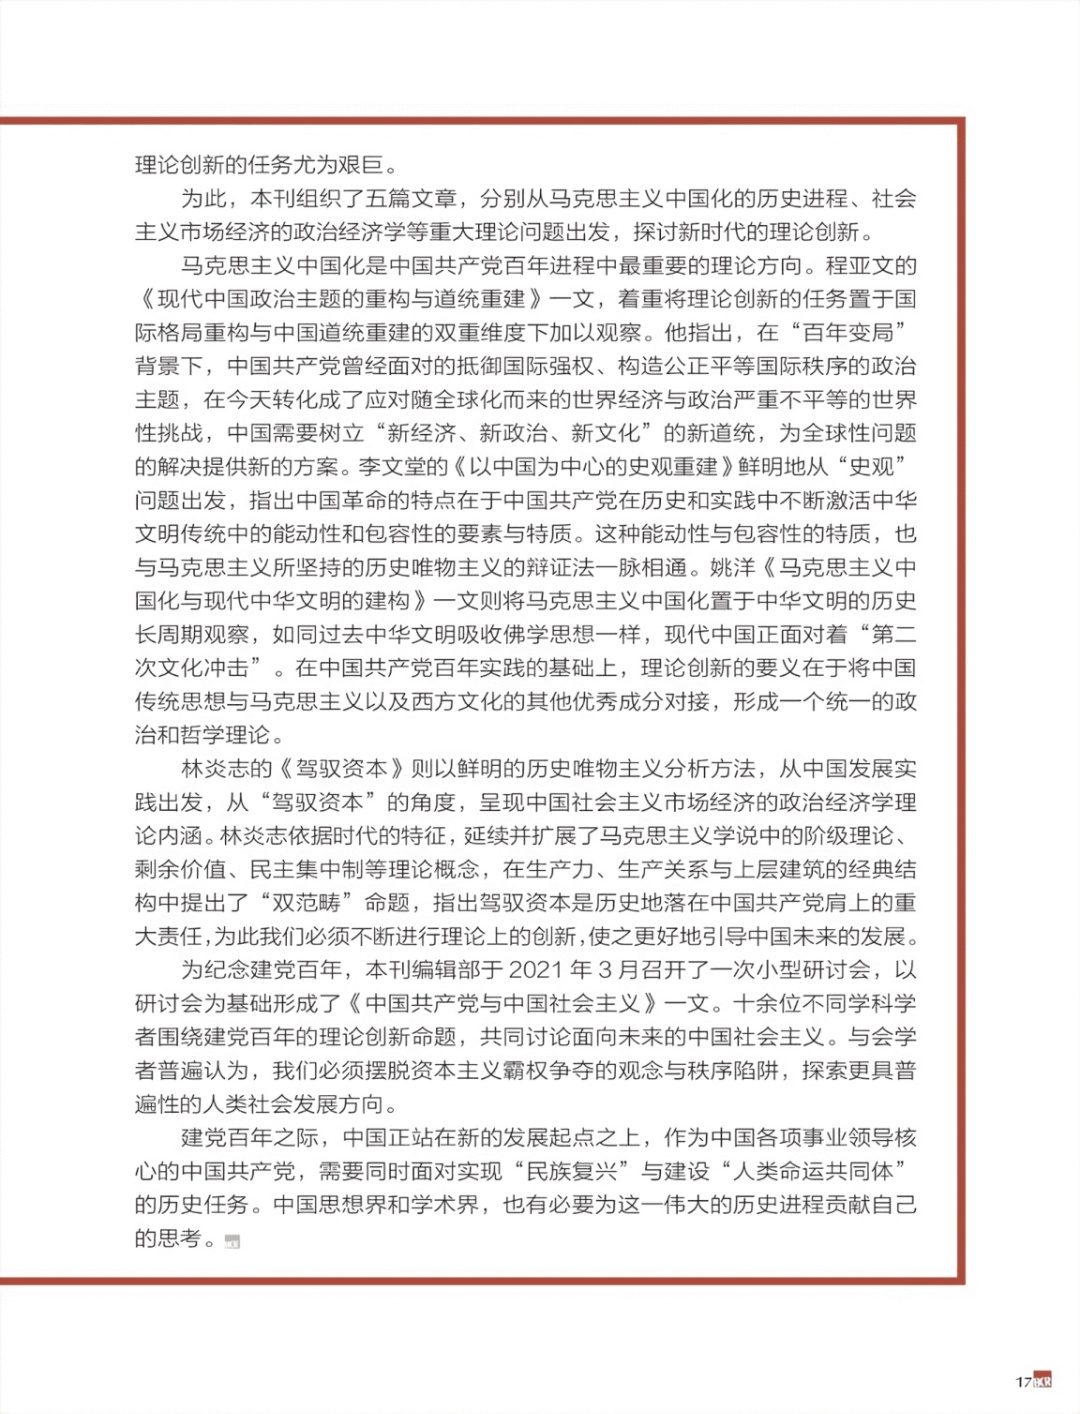 理论创新的任务尤为艰巨。
为此，本刊组织了五篇文章，分别从马克思主义中国化的历史进程、社会
主义市场经济的政治经济学等重大理论问题出发，探讨新时代的理论创新。
马克思主义中国化是中国共产党百年进程中最重要的理论方向。程亚文的
《现代中国政治主题的重构与道统重建》一文，着重将理论创新的任务置于国
际格局重构与中国道统重建的双重维度下加以观察。他指出，在“百年变局”
背景下，中国共产党曾经面对的抵御国际强权、构造公正平等国际秩序的政治
主题，在今天转化成了应对随全球化而来的世界经济与政治严重不平等的世界
性挑战，中国需要树立“新经济、新政治、新文化”的新道统，为全球性问题
的解决提供新的方案。李文堂的《以中国为中心的史观重建》鲜明地从“史观”
问题出发，指出中国革命的特点在于中国共产党在历史和实践中不断激活中华
文明传统中的能动性和包容性的要素与特质。这种能动性与包容性的特质，也
与马克思主义所坚持的历史唯物主义的辩证法一脉相通。姚洋《马克思主义中
国化与现代中华文明的建构》一文则将马克思主义中国化置于中华文明的历史
长周期观察，如同过去中华文明吸收佛学思想一样，现代中国正面对着“第二
次文化冲击”。在中国共产党百年实践的基础上，理论创新的要义在于将中国
传统思想与马克思主义以及西方文化的其他优秀成分对接，形成一个统一的政
治和哲学理论。
林炎志的《驾驭资本》则以鲜明的历史唯物主义分析方法，从中国发展实
践出发，从“驾驭资本”的角度，呈现中国社会主义市场经济的政治经济学理
论内涵。林炎志依据时代的特征，延续并扩展了马克思主义学说中的阶级理论、
剩余价值、民主集中制等理论概念，在生产力、生产关系与上层建筑的经典结
构中提出了“双范畴”命题，指出驾驭资本是历史地落在中国共产党肩上的重
大责任，为此我们必须不断进行理论上的创新，使之更好地引导中国未来的发展。
为纪念建党百年，本刊编辑部于 2021 年 3 月召开了一次小型研讨会，以
研讨会为基础形成了《中国共产党与中国社会主义》一文。十余位不同学科学
者围绕建党百年的理论创新命题，共同讨论面向未来的中国社会主义。与会学
者普遍认为，我们必须摆脱资本主义霸权争夺的观念与秩序陷阱，探索更具普
遍性的人类社会发展方向。
建党百年之际，中国正站在新的发展起点之上，作为中国各项事业领导核
心的中国共产党，需要同时面对实现“民族复兴”与建设“人类命运共同体”
的历史任务。中国思想界和学术界，也有必要为这一伟大的历史进程贡献自己
的思考。
17